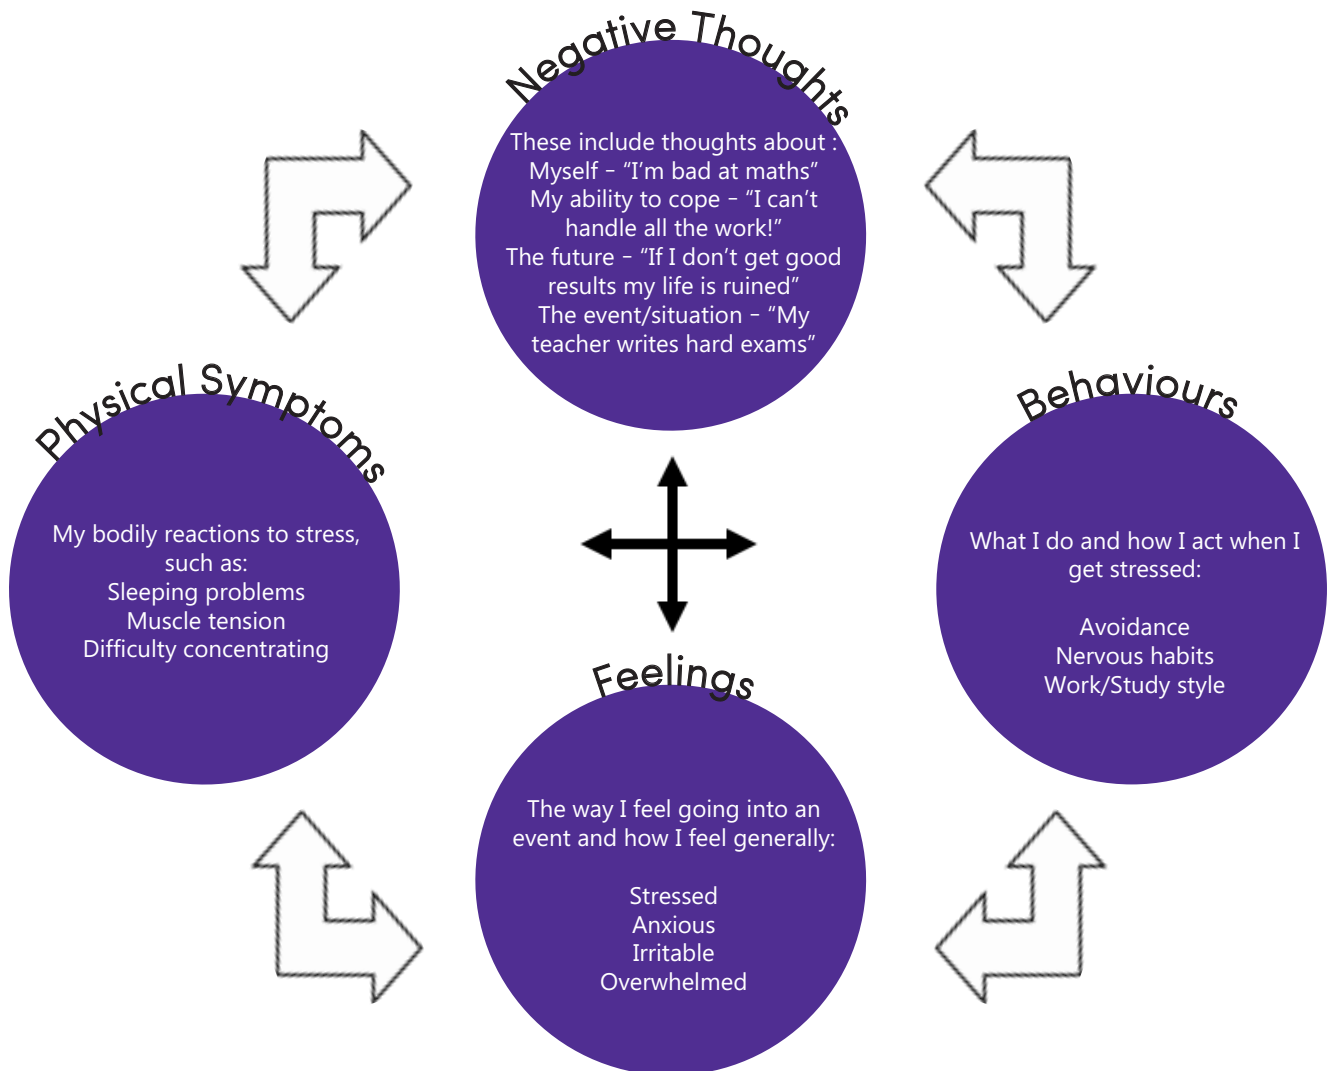 Negative Thoughts
These include thoughts about :
Myself – “I’m bad at maths”
My ability to cope – “I can’t
handle all the work!”
The future – “If I don’t get good
results my life is ruined”
The event/situation – “My
teacher writes hard exams”
Physical Symptoms
My bodily reactions to stress,
such as:
Sleeping problems
Muscle tension
Difficulty concentrating
Behaviours
What I do and how I act when I
get stressed:
Avoidance
Nervous habits
Work/Study style
Feelings
The way I feel going into an
event and how I feel generally:
Stressed
Anxious
Irritable
Overwhelmed